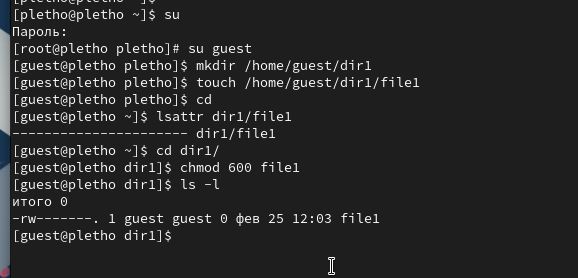 [pletho@pletho ~]$
[pletho@pletho ~]$ su
Пароль:
[root@pletho pletho]# su guest
[guest@pletho pletho]$ mkdir /home/guest/dir1
[guest@pletho pletho]$ touch /home/guest/dir1/file1
[guest@pletho pletho]$ cd
[guest@pletho ~]$ lsattr dir1/file1
---------------------- dir1/file1
[guest@pletho ~]$ cd dir1/
[guest@pletho dir1]$ chmod 600 file1
[guest@pletho dir1]$ ls -l
итого 0
-rw-------. 1 guest guest 0 фев 25 12:03 file1
[guest@pletho dir1]$